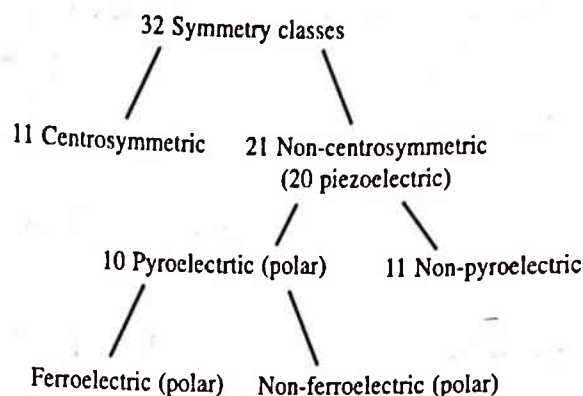 32 Symmetry classes
11 Centrosymmetric
21 Non-centrosymmetric
(20 piezoelectric)
10 Pyroelectrtic (polar)
11 Non-pyroelectric
Ferroelectric (polar)
Non-ferroelectric (polar)